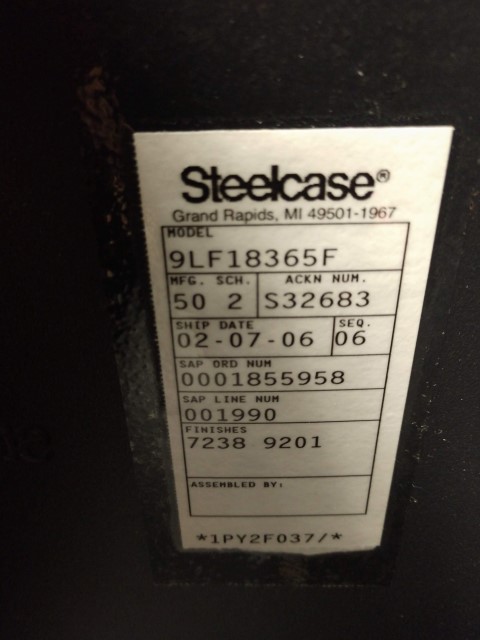 Steelcase®
Grand Rapids, MI 49501-1967
MODEL
9LF18365F
MFG. SCH. ACKN NUM.
50 2 S32683
SHIP DATE SEQ.
02-07-06 06
SAP ORD NUM
0001855958
SAP LINE NUM
001990
FINISHES
7238 9201
ASSEMBLED BY:
*1PY2F037/*